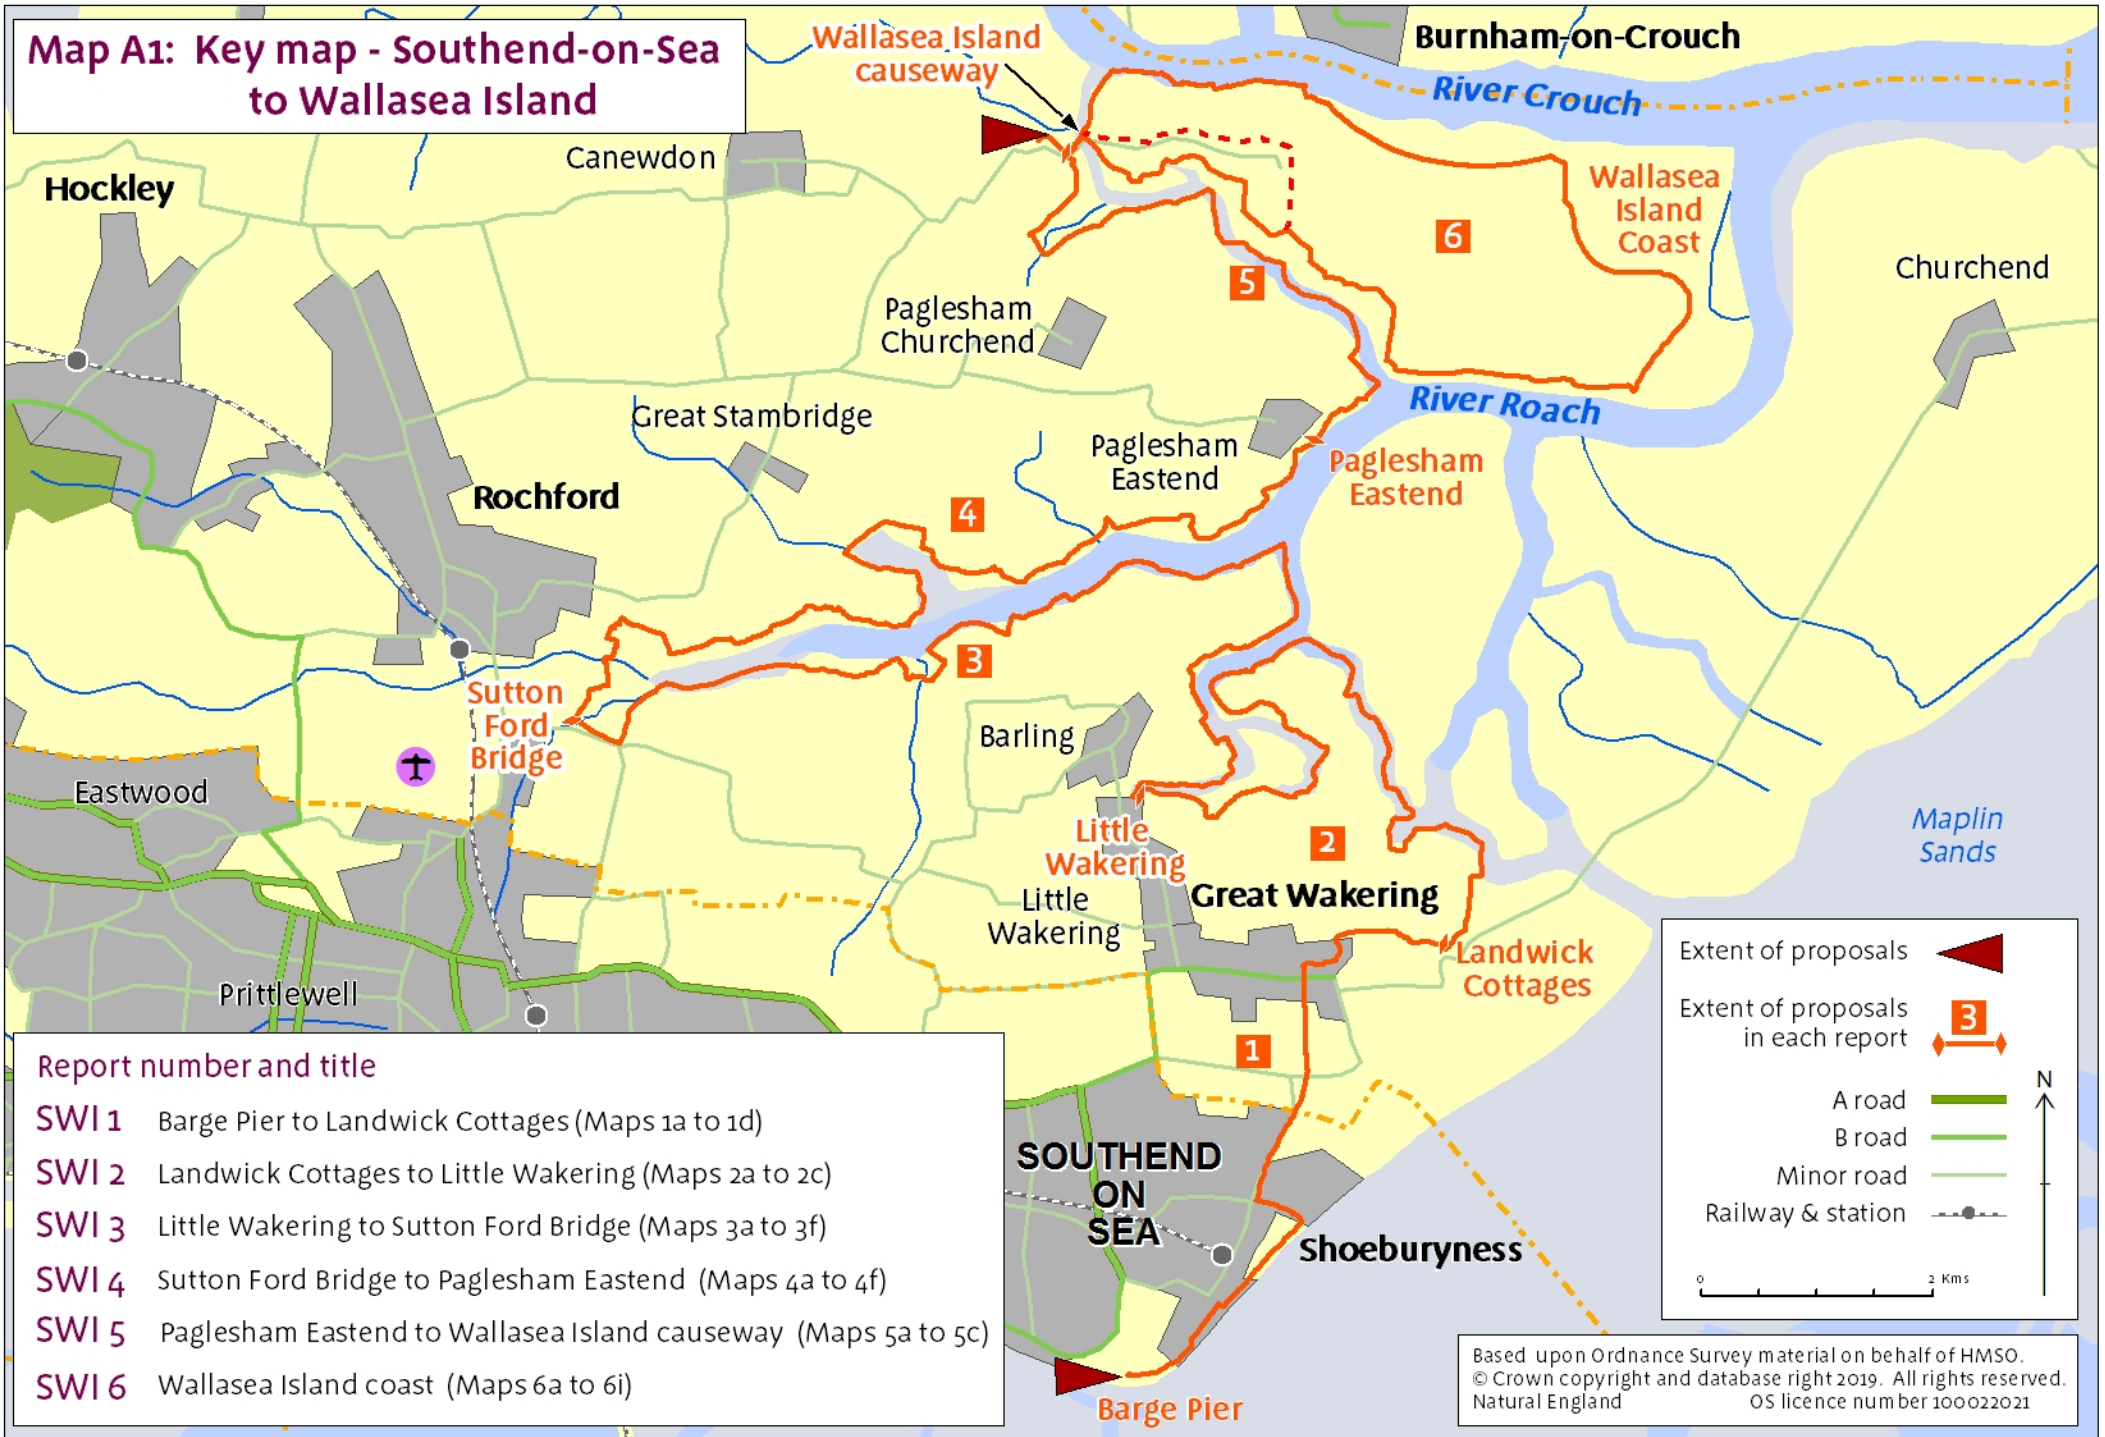 Map A1: Key map - Southend-on-Sea
to Wallasea Island
Wallasea Island
causeway
Burnham-on-Crouch
River Crouch
Canewdon
Hockley
Wallasea
Island
Coast
6
5
Churchend
Paglesham
Churchend
River Roach
Great Stambridge
Paglesham
Eastend
Paglesham
Eastend
Rochford
4
3
Sutton
Ford
Bridge
Barling
Eastwood
Little
Wakering
2
Maplin
Sands
Great Wakering
Little
Wakering
Landwick
Cottages
Prittlewell
1
SOUTHEND
ON
SEA
Shoeburyness
Barge Pier
Report number and title
SWI 1 Barge Pier to Landwick Cottages (Maps 1a to 1d)
SWI 2 Landwick Cottages to Little Wakering (Maps 2a to 2c)
SWI 3 Little Wakering to Sutton Ford Bridge (Maps 3a to 3f)
SWI 4 Sutton Ford Bridge to Paglesham Eastend (Maps 4a to 4f)
SWI 5 Paglesham Eastend to Wallasea Island causeway (Maps 5a to 5c)
SWI 6 Wallasea Island coast (Maps 6a to 6i)
Extent of proposals
Extent of proposals
in each report
3
A road
B road
Minor road
Railway & station
N
0 2 Kms
Based upon Ordnance Survey material on behalf of HMSO.
© Crown copyright and database right 2019. All rights reserved.
Natural England OS licence number 100022021